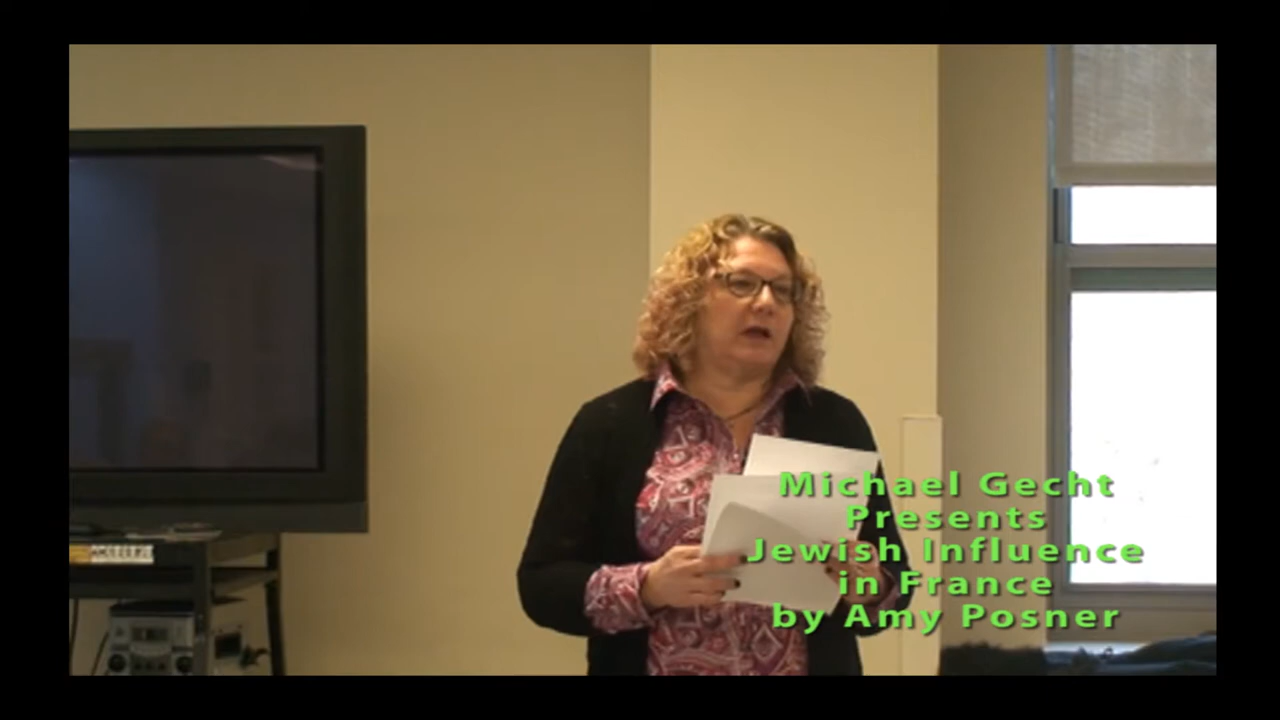 Michael Gecht
Presents
Jewish Influence
in France
by Amy Posner